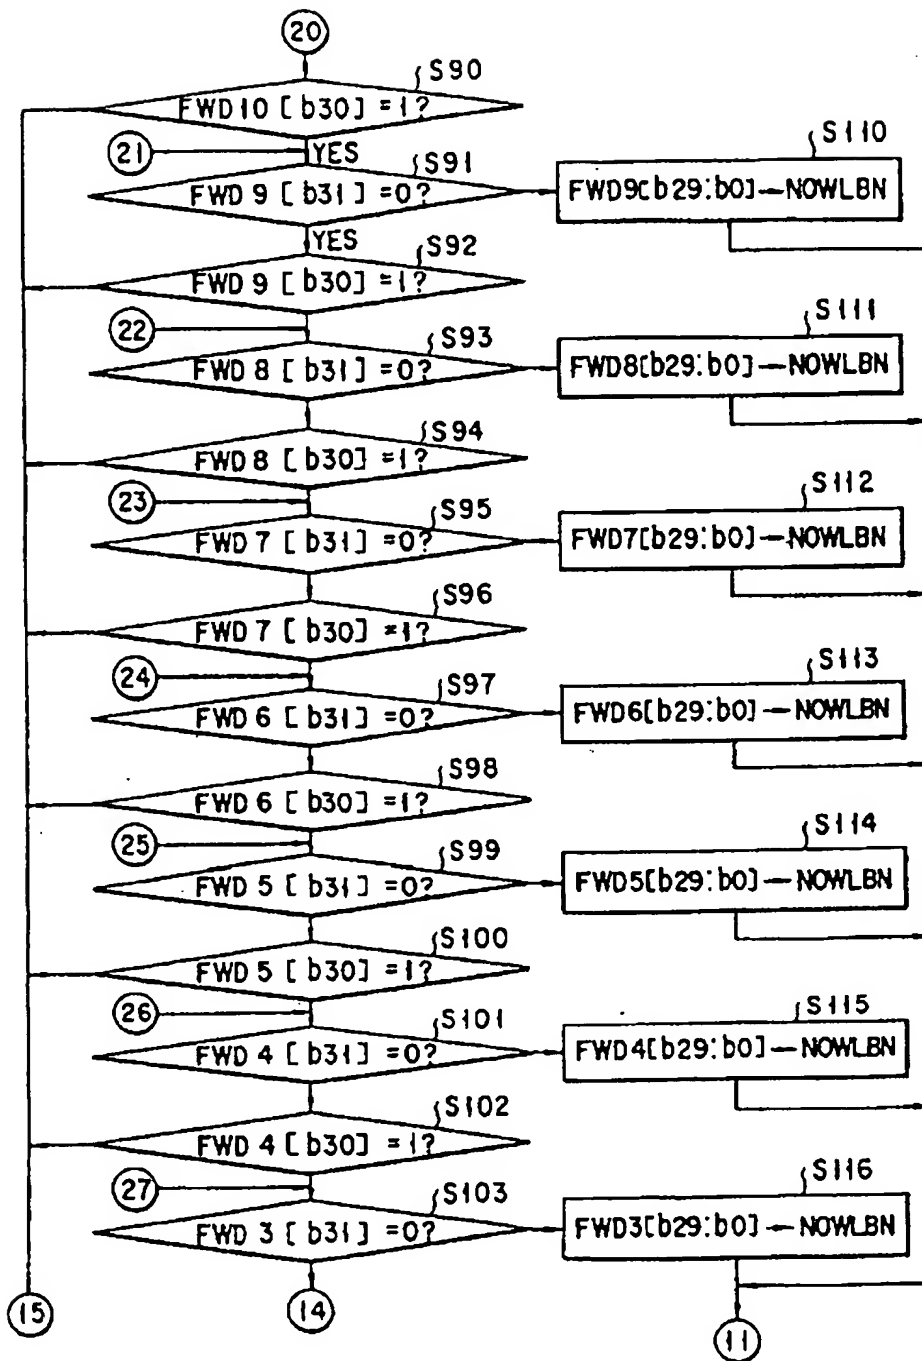 20
S90
FWD10 [b30] =1?
21
YES
S91
S110
FWD 9 [b31] =0?
FWD9[b29:b0]←NOWLBN
YES
S92
FWD 9 [b30] =1?
22
S93
S111
FWD 8 [b31] =0?
FWD8[b29:b0]←NOWLBN
S94
FWD 8 [b30] =1?
23
S95
S112
FWD 7 [b31] =0?
FWD7[b29:b0]←NOWLBN
S96
FWD 7 [b30] =1?
24
S97
S113
FWD 6 [b31] =0?
FWD6[b29:b0]←NOWLBN
S98
FWD 6 [b30] =1?
25
S99
S114
FWD 5 [b31] =0?
FWD5[b29:b0]←NOWLBN
S100
FWD 5 [b30] =1?
26
S101
S115
FWD 4 [b31] =0?
FWD4[b29:b0]←NOWLBN
S102
FWD 4 [b30] =1?
27
S103
S116
FWD 3 [b31] =0?
FWD3[b29:b0]←NOWLBN
15
14
11